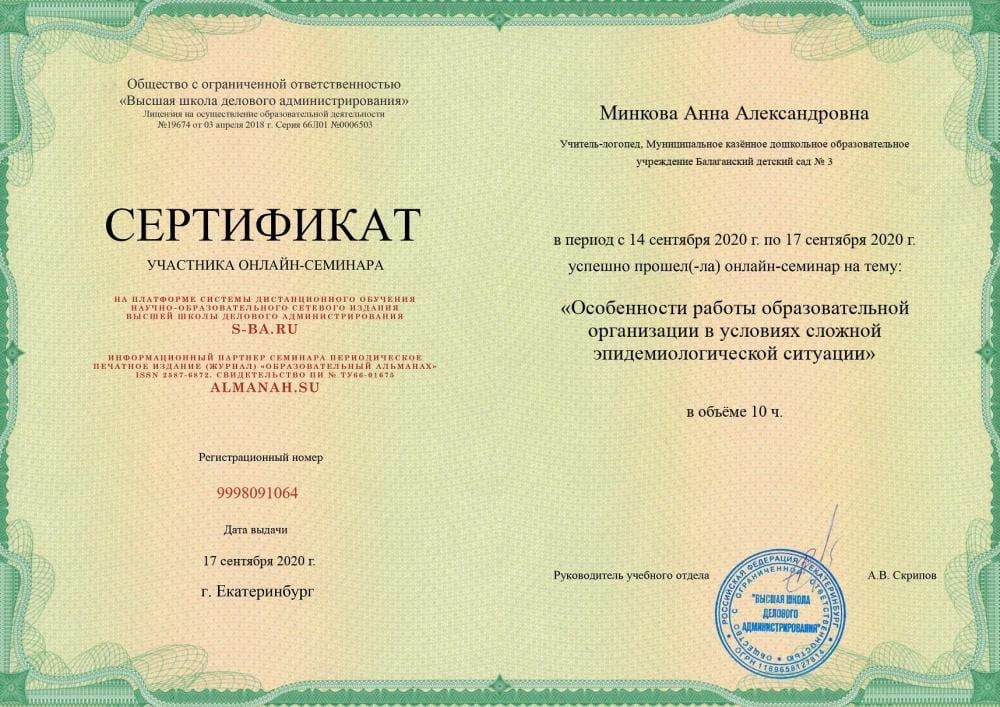 Общество с ограниченной ответственностью
«Высшая школа делового администрирования»
Лицензия на осуществление образовательной деятельности
№19674 от 03 апреля 2018 г. Серия 66Л01 №0006503
СЕРТИФИКАТ
УЧАСТНИКА ОНЛАЙН-СЕМИНАРА
НА ПЛАТФОРМЕ СИСТЕМЫ ДИСТАНЦИОННОГО ОБУЧЕНИЯ
НАУЧНО-ОБРАЗОВАТЕЛЬНОГО СЕТЕВОГО ИЗДАНИЯ
ВЫСШЕЙ ШКОЛЫ ДЕЛОВОГО АДМИНИСТРИРОВАНИЯ
S-BA.RU
ИНФОРМАЦИОННЫЙ ПАРТНЕР СЕМИНАРА ПЕРИОДИЧЕСКОЕ
ПЕЧАТНОЕ ИЗДАНИЕ (ЖУРНАЛ) «ОБРАЗОВАТЕЛЬНЫЙ АЛЬМАНАХ»
ISSN 2587-6872. СВИДЕТЕЛЬСТВО ПИ № ТУ66-01675
ALMANAH.SU
Регистрационный номер
9998091064
Дата выдачи
17 сентября 2020 г.
г. Екатеринбург
Минкова Анна Александровна
Учитель-логопед, Муниципальное казённое дошкольное образовательное
учреждение Балаганский детский сад № 3
в период с 14 сентября 2020 г. по 17 сентября 2020 г.
успешно прошел(-ла) онлайн-семинар на тему:
«Особенности работы образовательной
организации в условиях сложной
эпидемиологической ситуации»
в объёме 10 ч.
Руководитель учебного отдела
А.В. Скрипов
РОССИЙСКАЯ ФЕДЕРАЦИЯ Г.ЕКАТЕРИНБУРГ
ОБЩЕСТВО С ОГРАНИЧЕННОЙ ОТВЕТСТВЕННОСТЬЮ
"ВЫСШАЯ ШКОЛА
ДЕЛОВОГО
АДМИНИСТРИРОВАНИЯ"
ОГРН 1169658127814